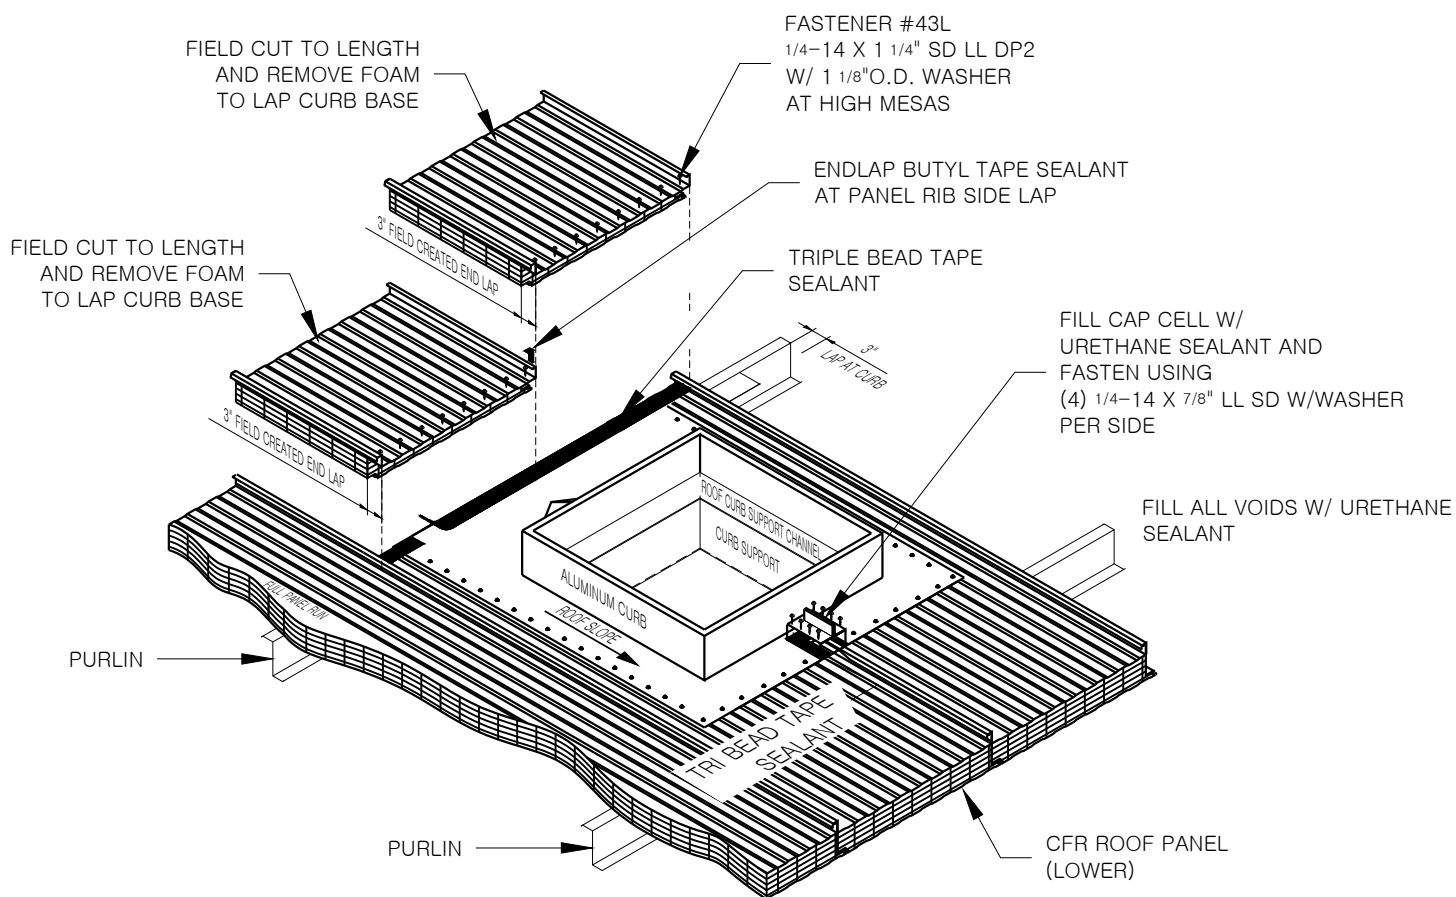 FASTENER #43L
1/4-14 X 1 1/4" SD LL DP2
W/ 1 1/8"O.D. WASHER
AT HIGH MESAS
FIELD CUT TO LENGTH
AND REMOVE FOAM
TO LAP CURB BASE
ENDLAP BUTYL TAPE SEALANT
AT PANEL RIB SIDE LAP
3" FIELD CREATED END LAP
FIELD CUT TO LENGTH
AND REMOVE FOAM
TO LAP CURB BASE
TRIPLE BEAD TAPE
SEALANT
3"
LAP AT CURB
FILL CAP CELL W/
URETHANE SEALANT AND
FASTEN USING
(4) 1/4-14 X 7/8" LL SD W/WASHER
PER SIDE
3" FIELD CREATED END LAP
FILL ALL VOIDS W/ URETHANE
SEALANT
ROOF CURB SUPPORT CHANNEL
CURB SUPPORT
ALUMINUM CURB
ROOF SLOPE
FULL PANEL RUN
PURLIN
TRI BEAD TAPE
SEALANT
PURLIN
CFR ROOF PANEL
(LOWER)